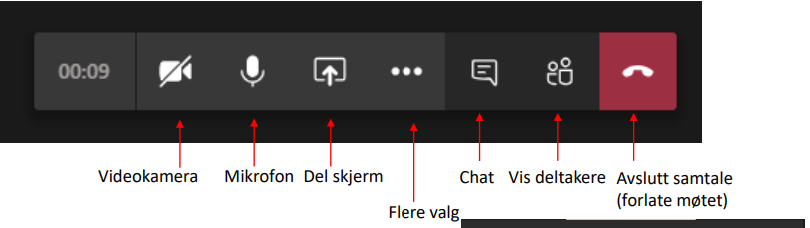 00:09
Videokamera
Mikrofon
Del skjerm
Flere valg
Chat
Vis deltakere
Avslutt samtale
(forlate møtet)